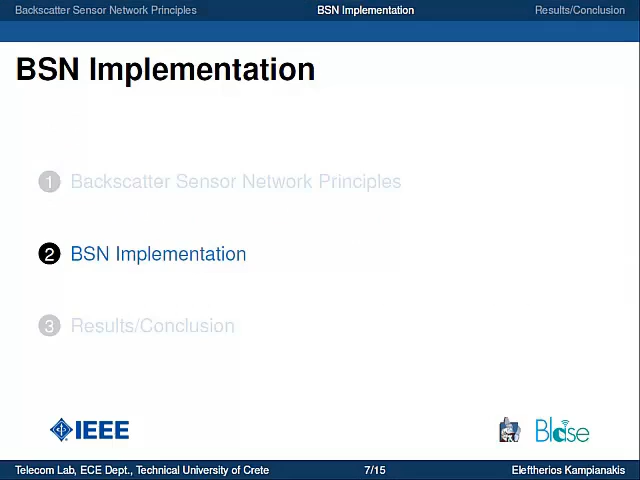 Backscatter Sensor Network Principles BSN Implementation Results/Conclusion
BSN Implementation
1 Backscatter Sensor Network Principles
2 BSN Implementation
3 Results/Conclusion
IEEE Blase
Telecom Lab, ECE Dept., Technical University of Crete 7/15 Eleftherios Kampianakis